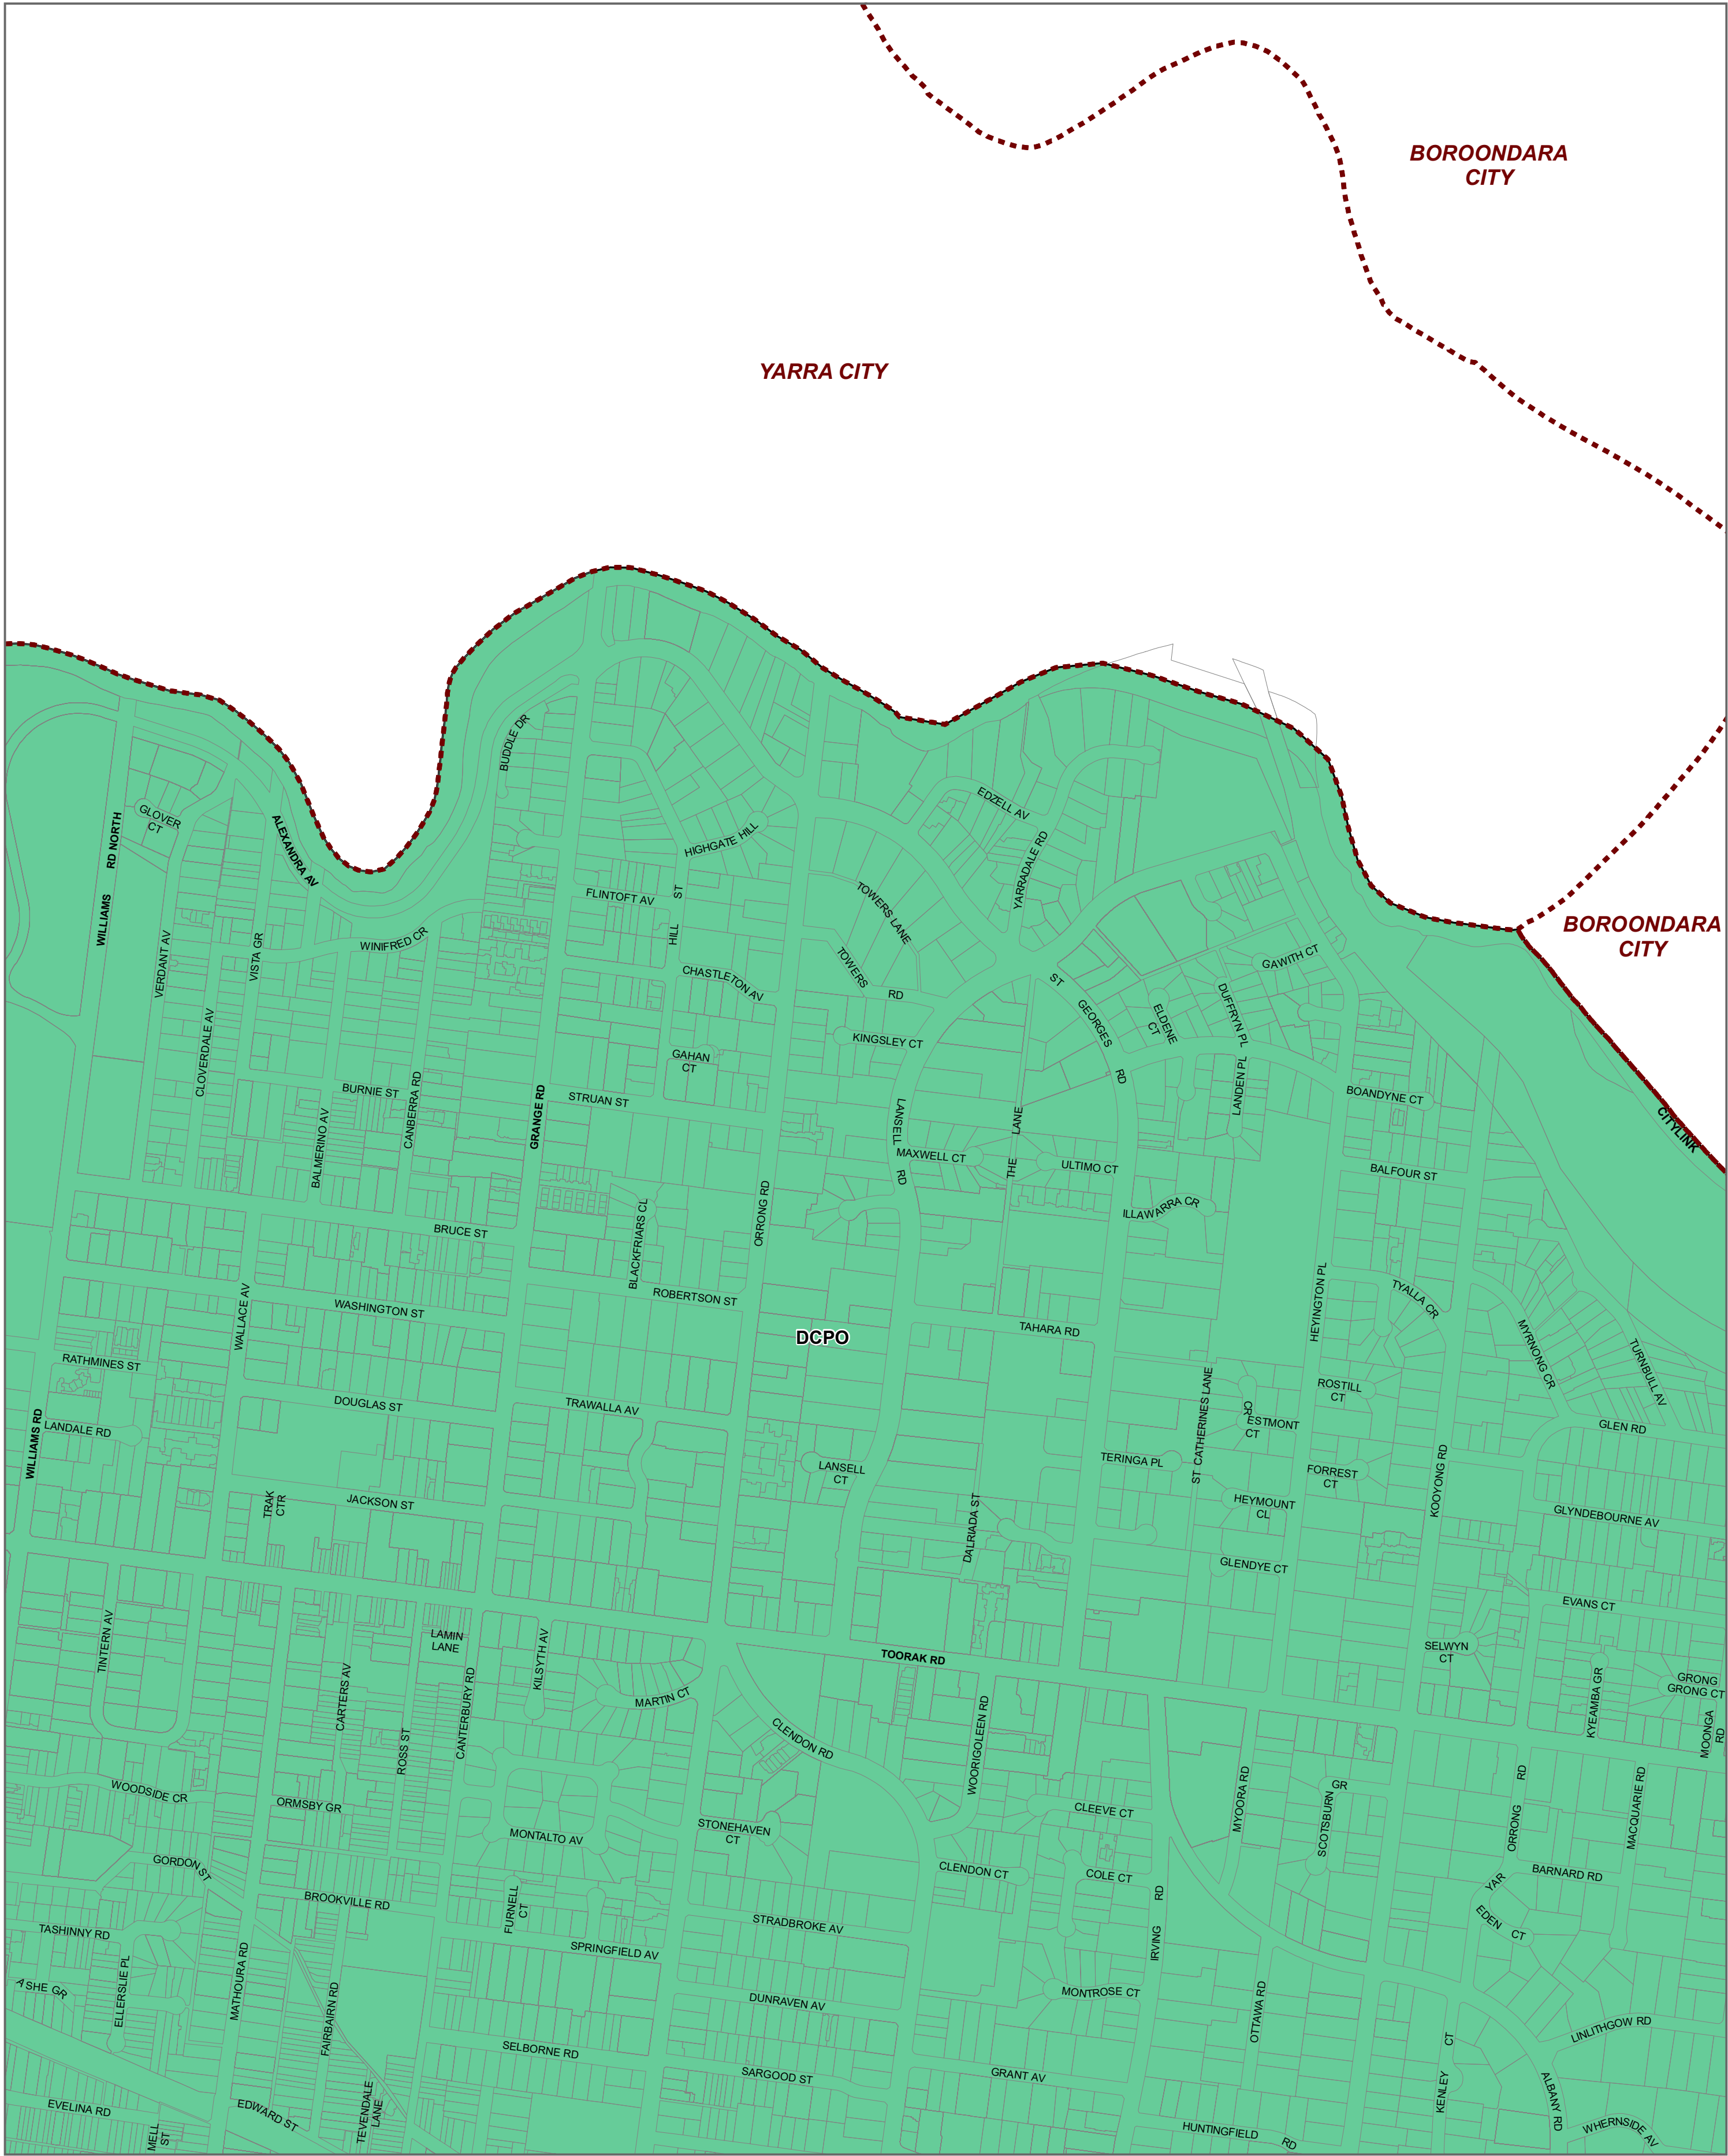 BOROONDARA
CITY
YARRA CITY
BUDDLE DR
GLOVER
CT
WILLIAMS RD NORTH
ALEXANDRA AV
HIGHGATE HILL
EDZELL AV
YARRADALE RD
FLINTOFT AV
HILL ST
TOWERS LANE
BOROONDARA
CITY
VERDANT AV
VISTA GR
WINIFRED CR
CHASTLETON AV
TOWERS RD
ST GEORGES RD
GAWITH CT
DUFFRYN PL
ELDENE
CT
CLOVERDALE AV
KINGSLEY CT
GAHAN
CT
BURNIE ST
CANBERRA RD
BALMERINO AV
GRANGE RD
STRUAN ST
LANSELL RD
THE LANE
LANDEN PL
BOANDYNE CT
CITYLINK
MAXWELL CT
ULTIMO CT
BALFOUR ST
ILLAWARRA CR
ORRONG RD
BRUCE ST
BLACKFRIARS CL
ROBERTSON ST
WASHINGTON ST
WALLACE AV
DCPO
TAHARA RD
HEYINGTON PL
TYALLA CR
MYRNONG CR
TURNBULL AV
RATHMINES ST
DOUGLAS ST
TRAWALLA AV
ROSTILL
CT
CR
ESTMONT
CT
ST CATHERINES LANE
GLEN RD
WILLIAMS RD
LANDALE RD
LANSELL
CT
TERINGA PL
FORREST
CT
KOOYONG RD
TRAK
CTR
JACKSON ST
DALRIADA ST
HEYMOUNT
CL
GLYNDEBOURNE AV
GLENDYE CT
EVANS CT
TINTERN AV
LAMIN
LANE
KILSYTH AV
TOORAK RD
SELWYN
CT
CARTERS AV
CANTERBURY RD
MARTIN CT
WOORIGOLEEN RD
KYEAMBA GR
GRONG
GRONG CT
MOONGA
RD
ROSS ST
CLENDON RD
WOODSIDE CR
ORMSBY GR
MONTALTO AV
STONEHAVEN
CT
CLEEVE CT
MYOORA RD
SCOTSBURN GR
ORRONG RD
MACQUARIE RD
GORDON ST
BROOKVILLE RD
FURNELL
CT
CLENDON CT
COLE CT
BARNARD RD
YAR
EDEN CT
TASHINNY RD
STRADBROKE AV
SPRINGFIELD AV
IRVING RD
ASHE GR
ELLERSLIE PL
MATHOURA RD
FAIRBAIRN RD
DUNRAVEN AV
MONTROSE CT
OTTAWA RD
LINLITHGOW RD
SELBORNE RD
SARGOOD ST
GRANT AV
KENLEY CT
ALBANY RD
EVELINA RD
MELL
ST
EDWARD ST
TEVENDALE
LANE
HUNTINGFIELD RD
WHERNSIDE AV